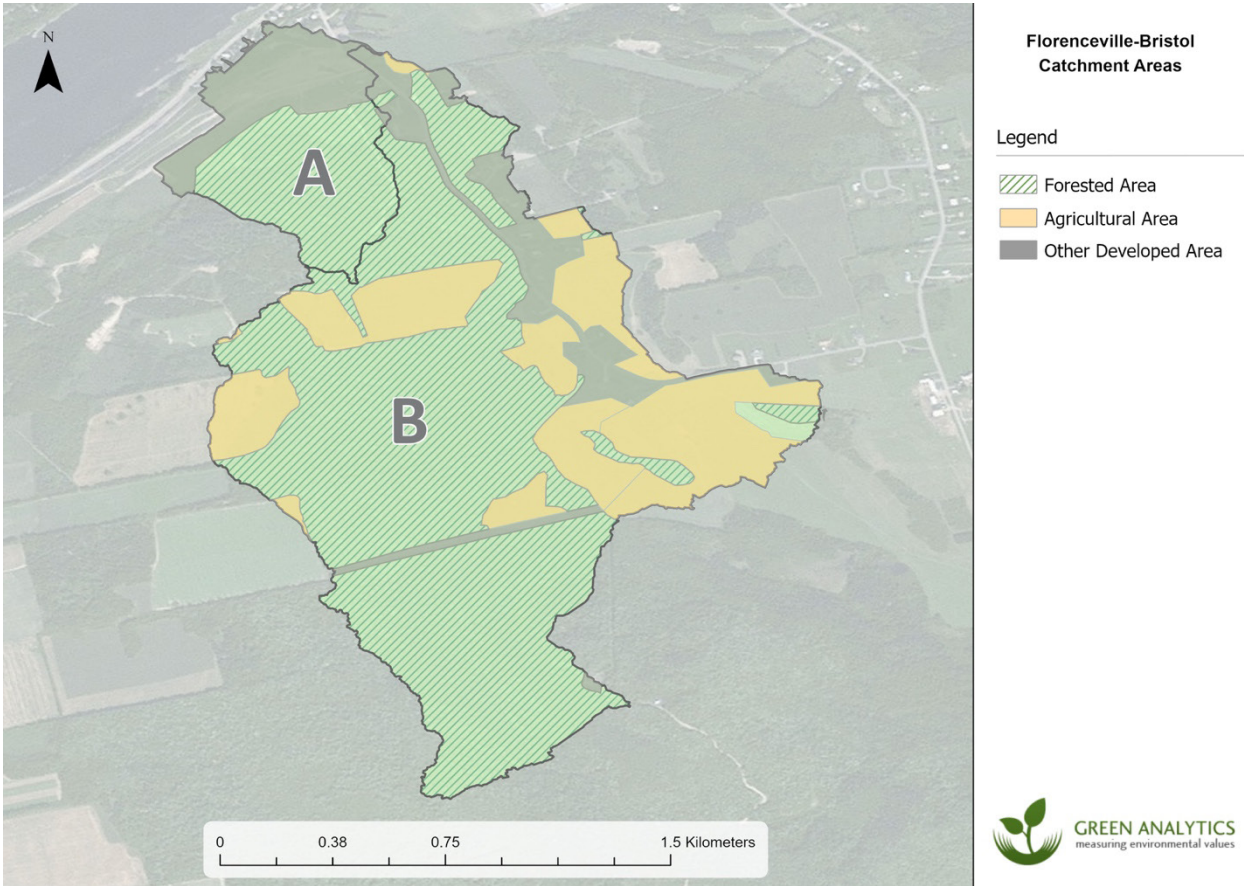 N
A
B
0 0.38 0.75 1.5 Kilometers
Florenceville-Bristol
Catchment Areas
Legend
Forested Area
Agricultural Area
Other Developed Area
GREEN ANALYTICS
measuring environmental values